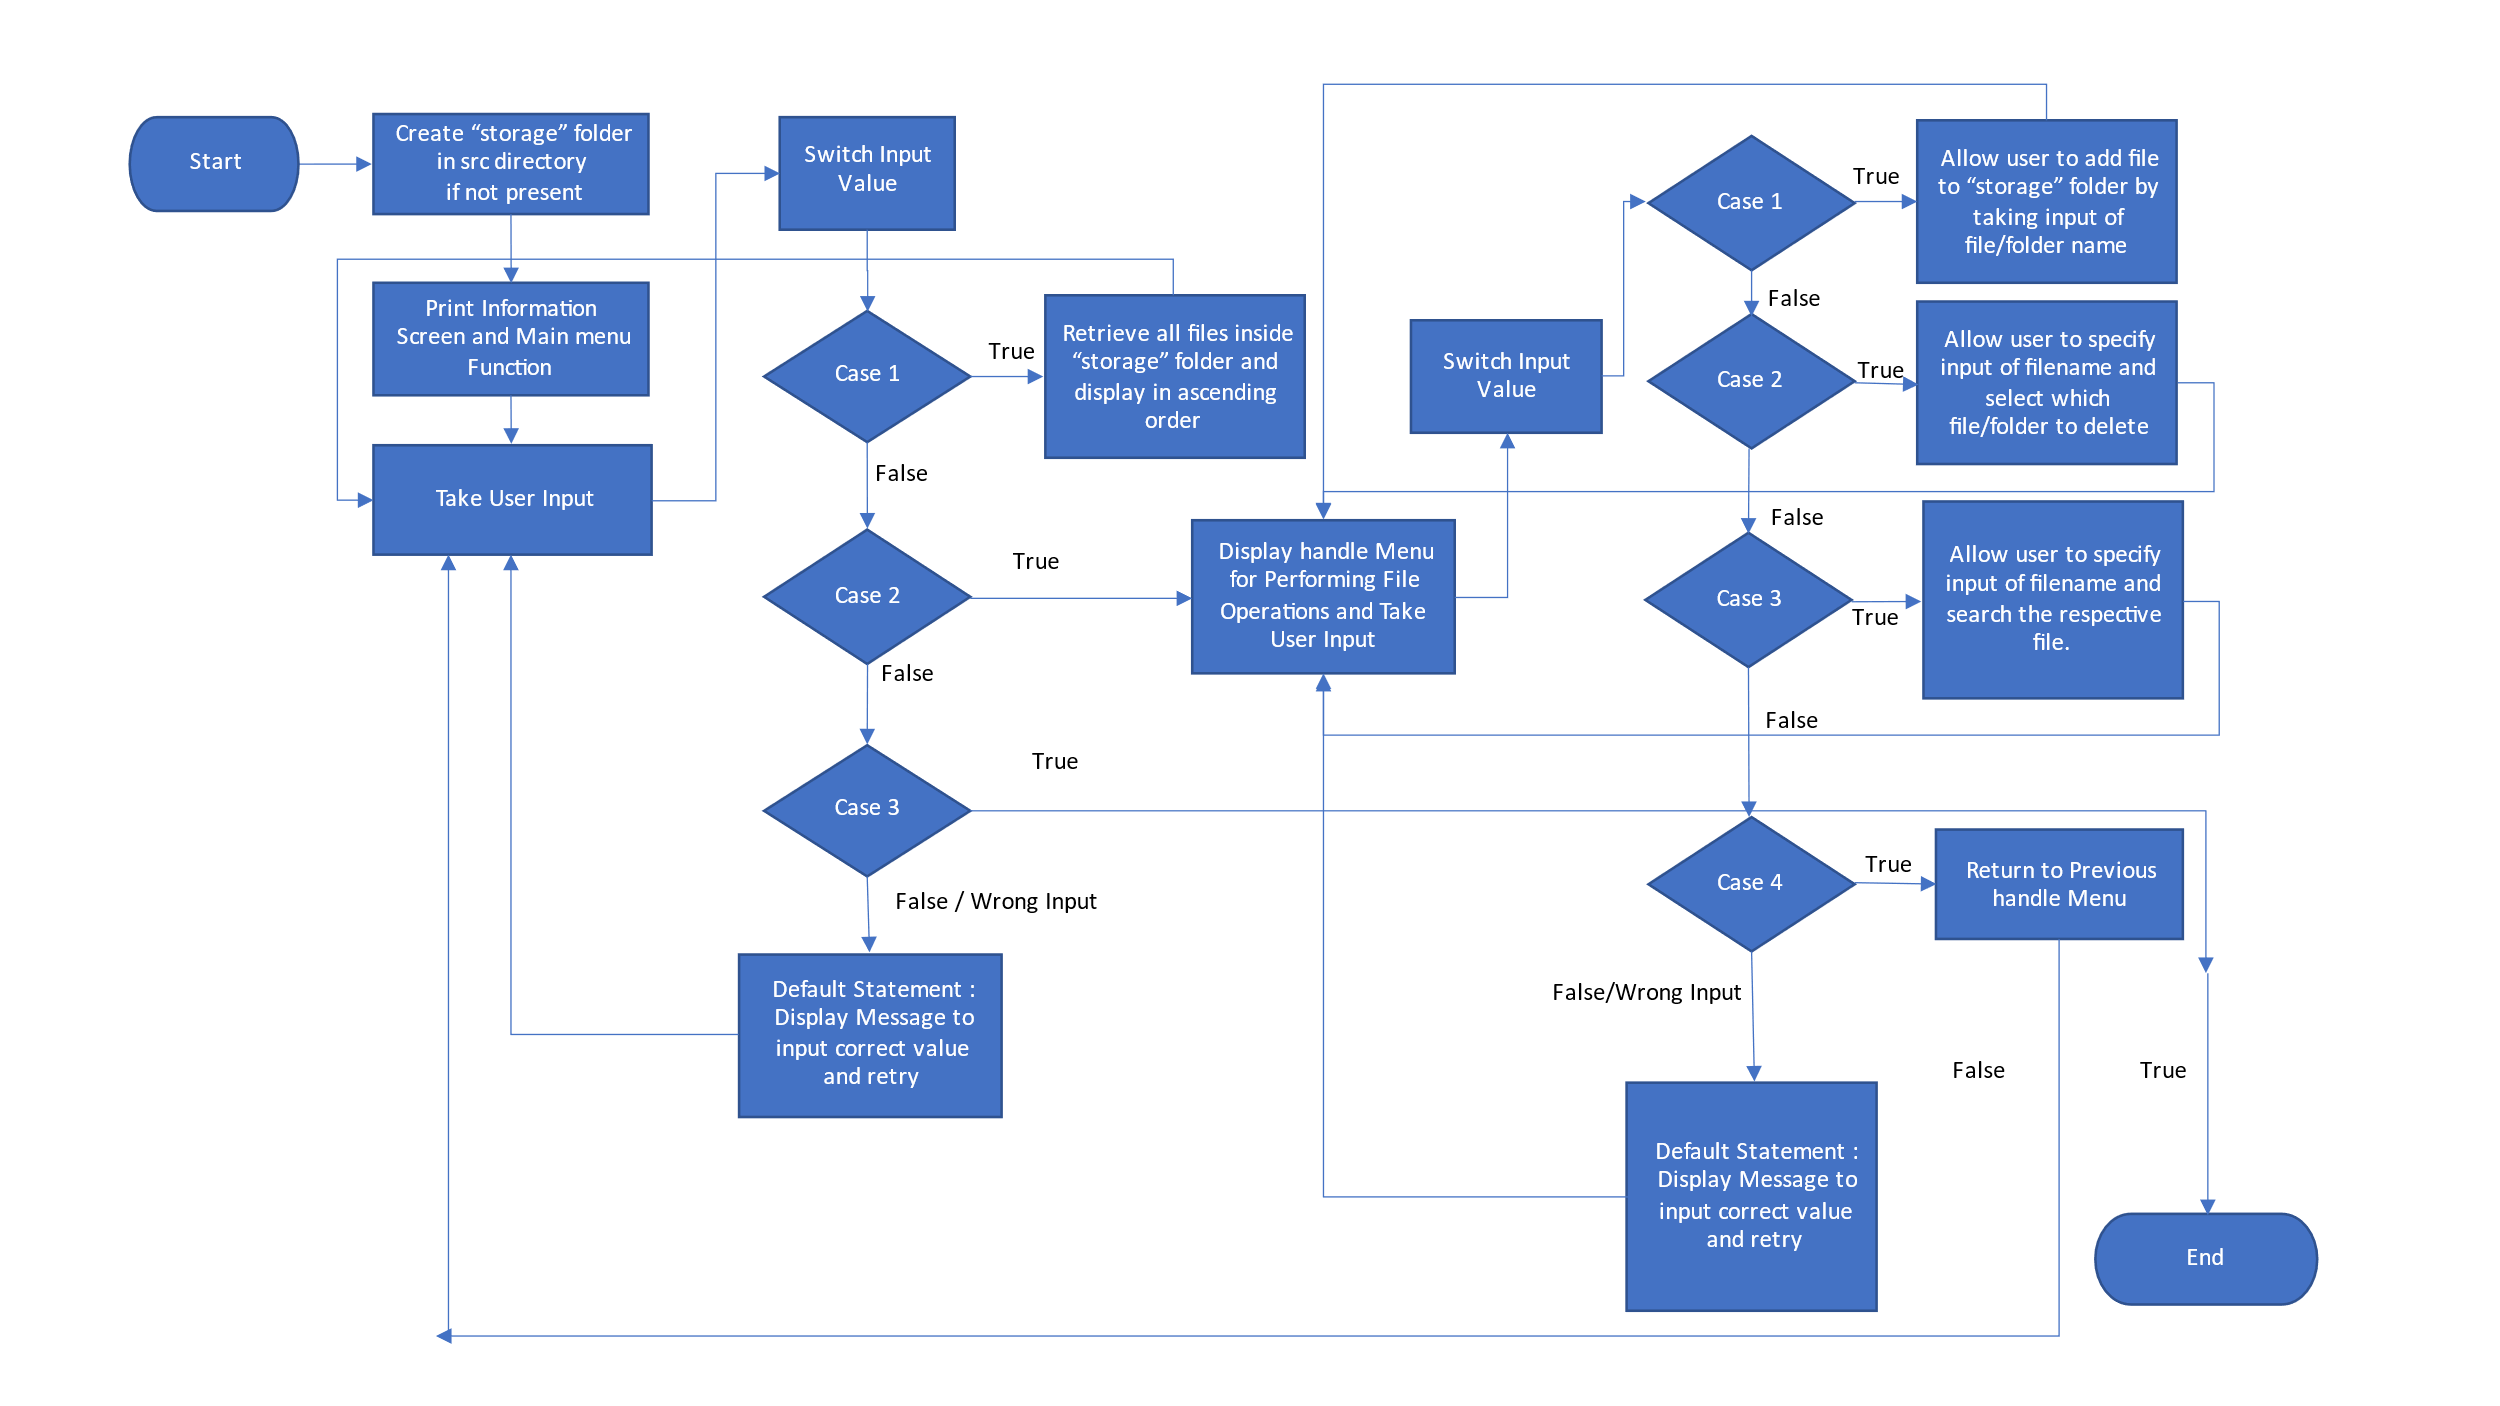 Start
Create “storage” folder
in src directory
if not present
Print Information
Screen and Main menu
Function
Take User Input
Switch Input
Value
Case 1
True
Retrieve all files inside
“storage” folder and
display in ascending
order
False
Case 2
True
False
Case 3
True
False / Wrong Input
Default Statement :
Display Message to
input correct value
and retry
Display handle Menu
for Performing File
Operations and Take
User Input
Switch Input
Value
Case 1
True
Allow user to add file
to “storage” folder by
taking input of
file/folder name
False
Case 2
True
Allow user to specify
input of filename and
select which
file/folder to delete
False
Case 3
True
Allow user to specify
input of filename and
search the respective
file.
False
Case 4
True
Return to Previous
handle Menu
False/Wrong Input
Default Statement :
Display Message to
input correct value
and retry
False
True
End